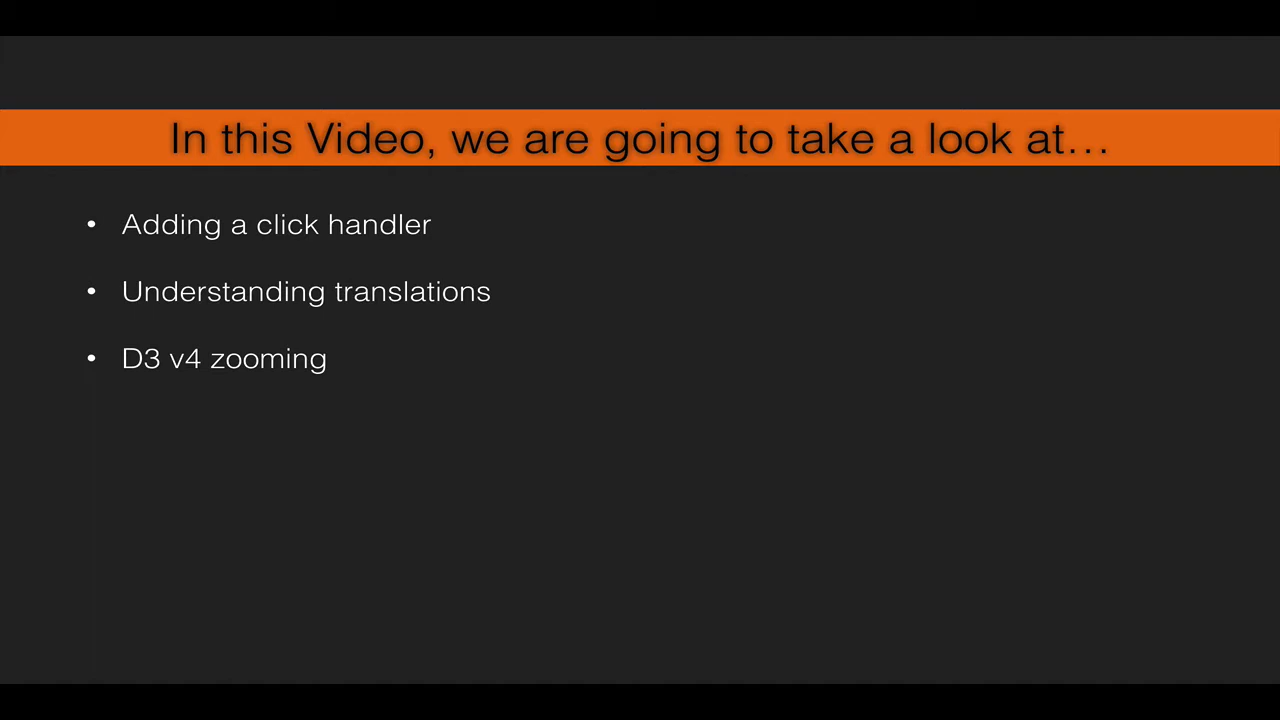 In this Video, we are going to take a look at...
• Adding a click handler
• Understanding translations
• D3 v4 zooming